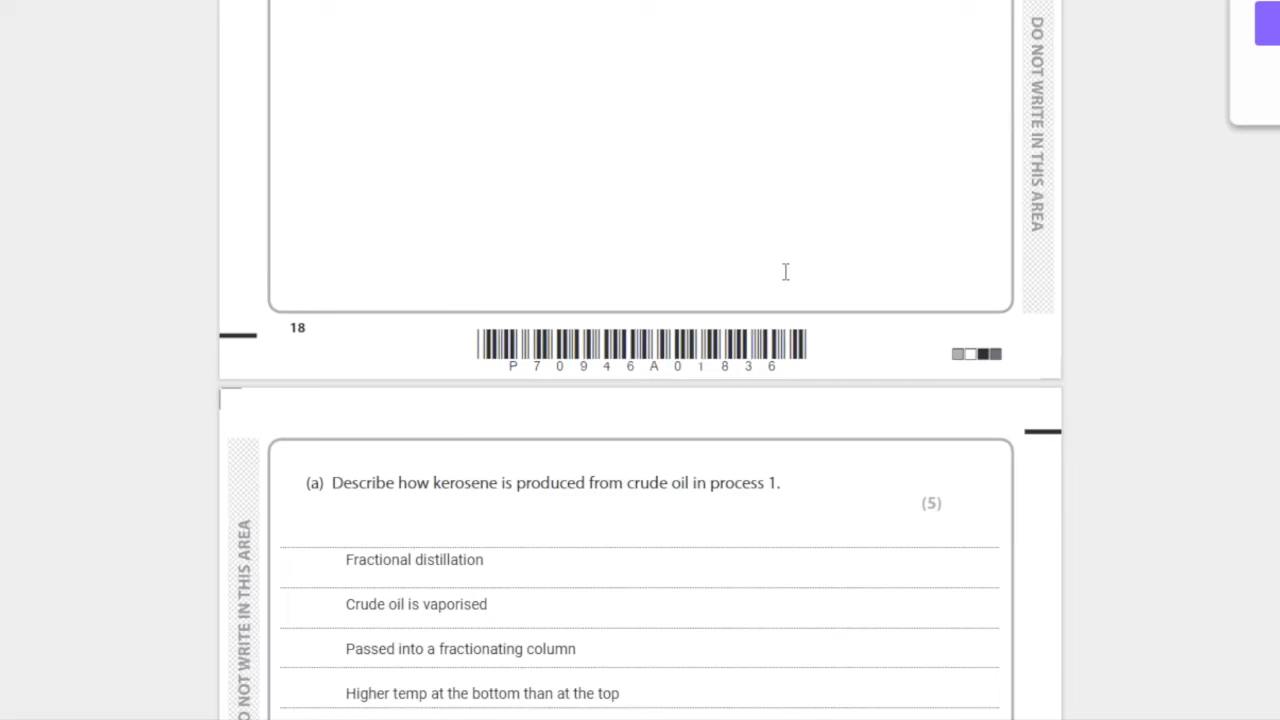 DO NOT WRITE IN THIS AREA
18
P 7 0 9 4 6 A 0 1 8 3 6
(a) Describe how kerosene is produced from crude oil in process 1.
(5)
Fractional distillation
Crude oil is vaporised
Passed into a fractionating column
Higher temp at the bottom than at the top
O NOT WRITE IN THIS AREA